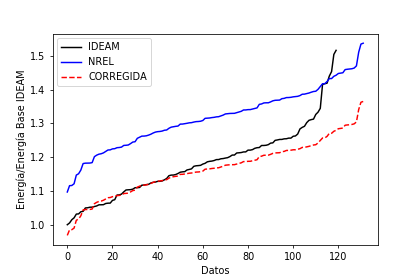 IDEAM
NREL
CORREGIDA
Energía/Energía Base IDEAM
1.5
1.4
1.3
1.2
1.1
1.0
0
20
40
60
80
100
120
Datos